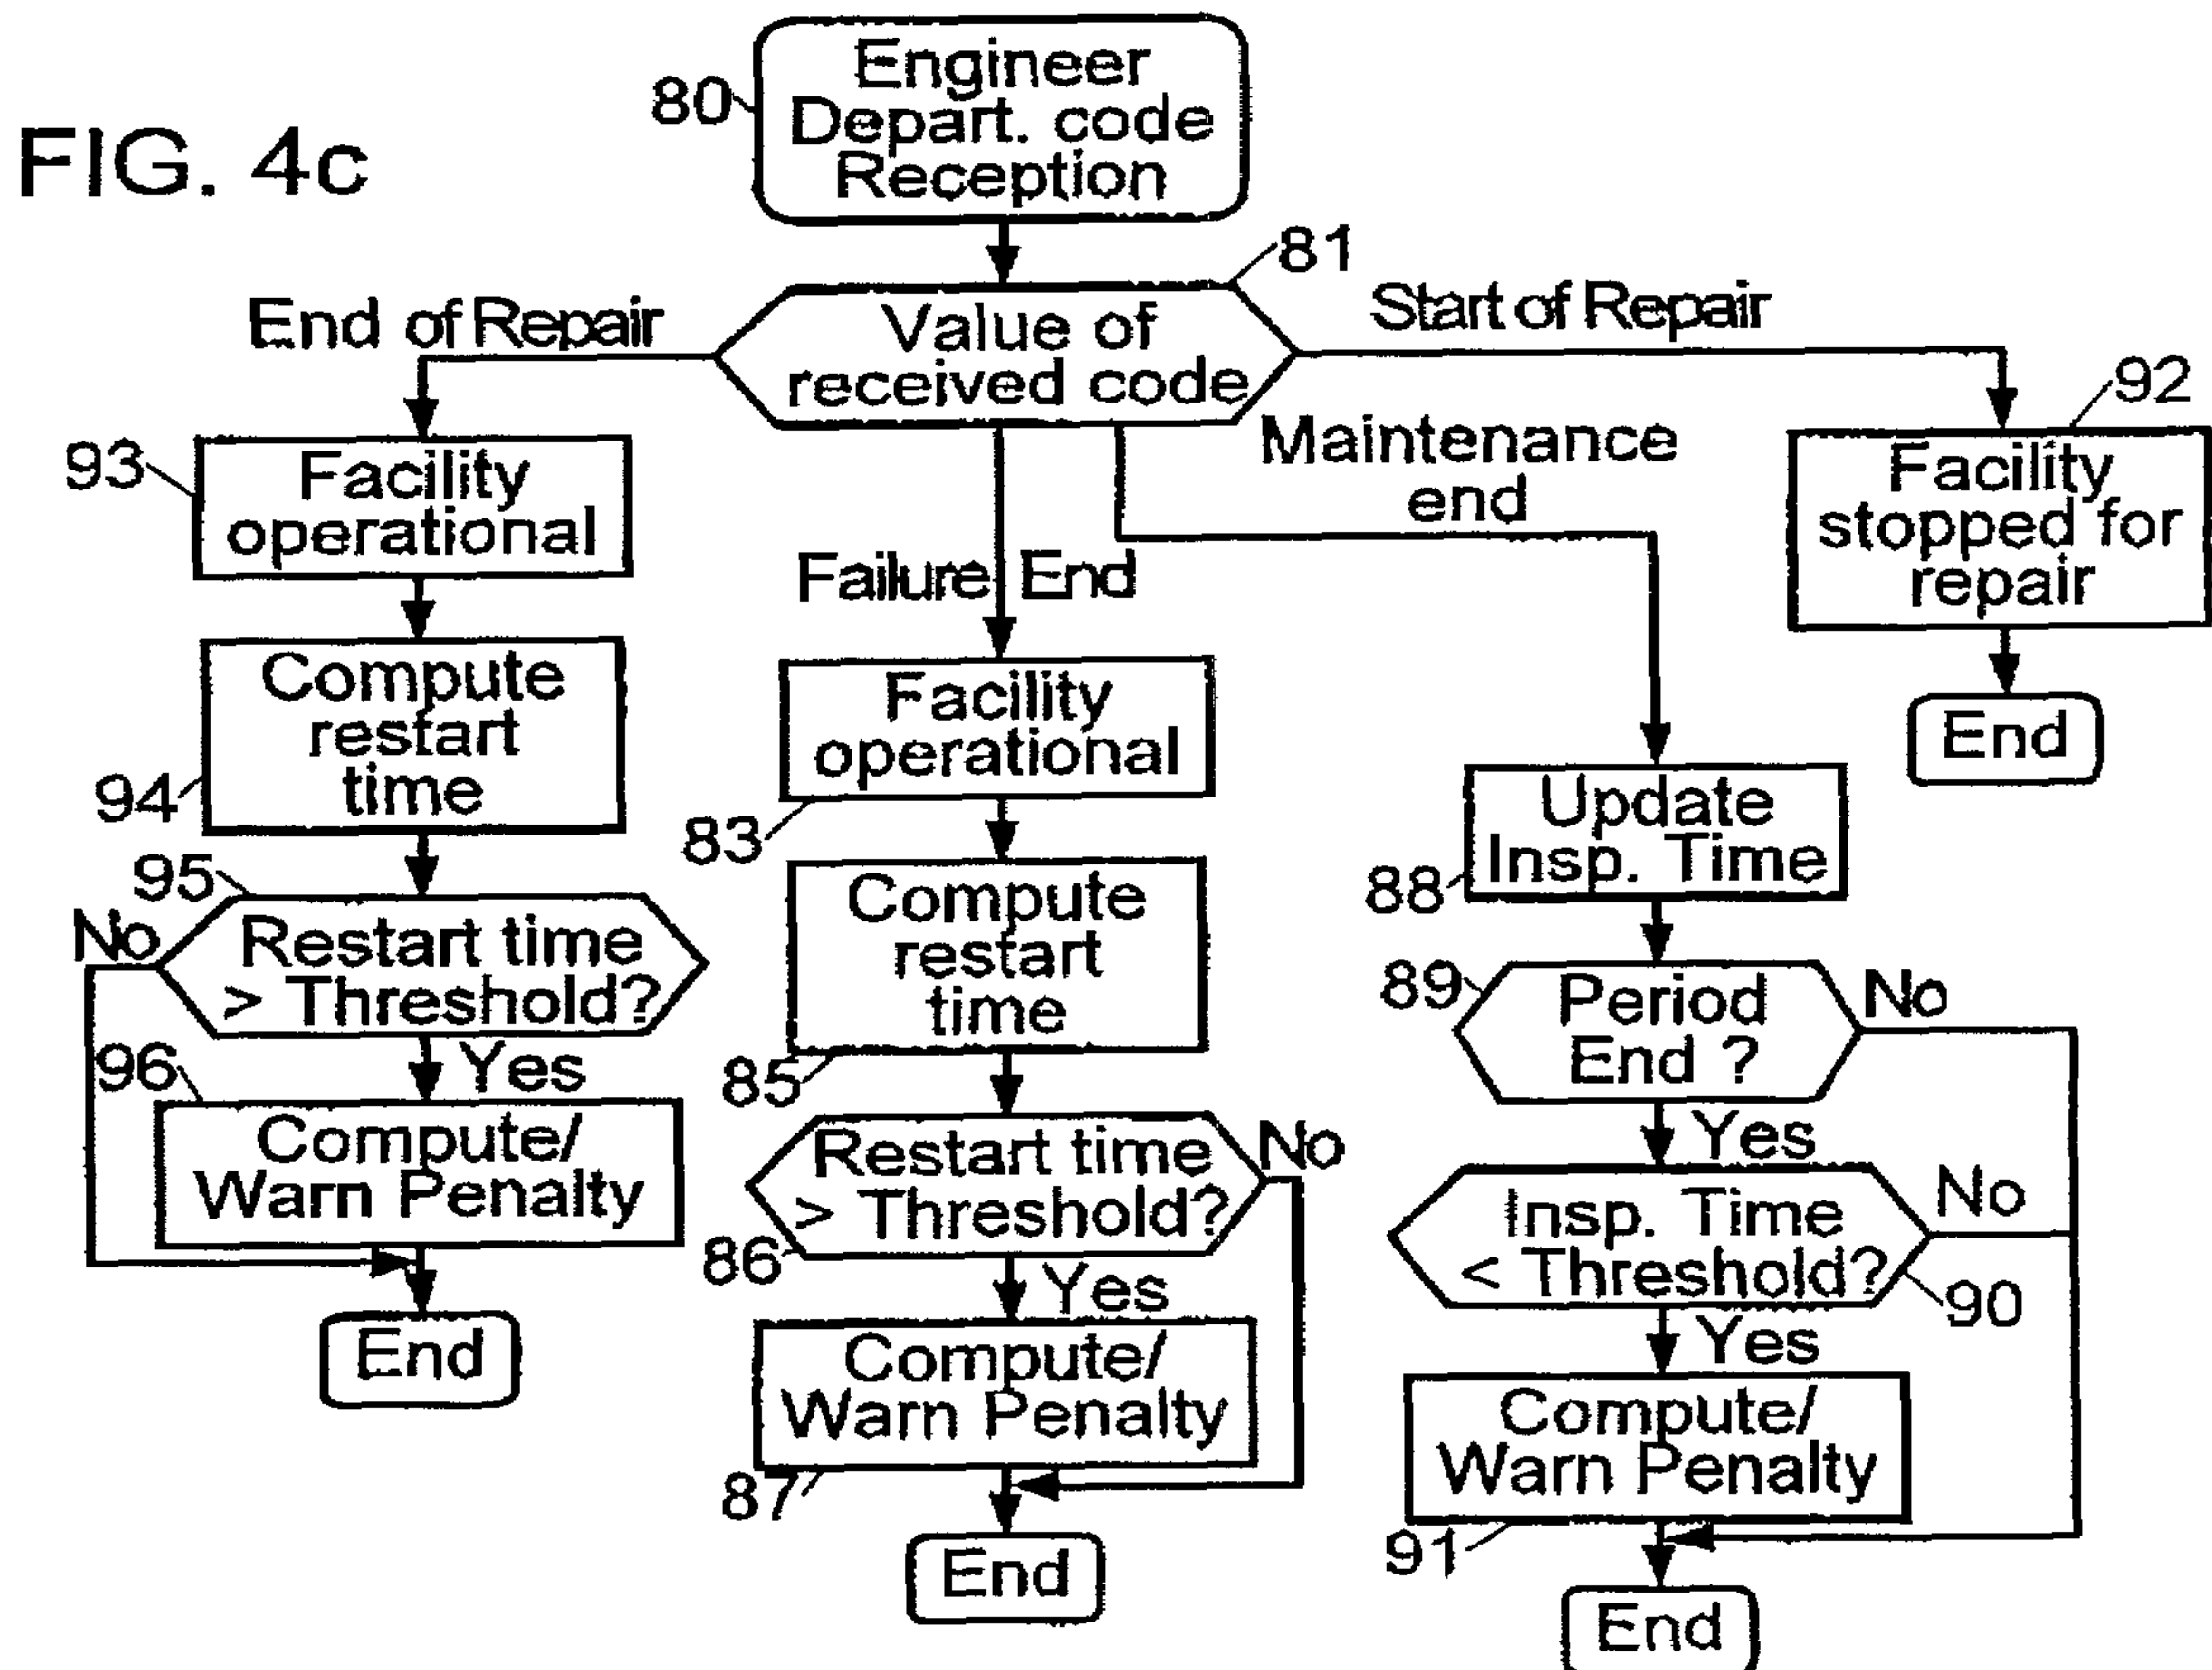 FIG. 4c
80
Engineer
Depart. code
Reception
81
Value of
received code
End of Repair
93
Facility
operational
94
Compute
restart
time
95
Restart time
> Threshold?
No
Yes
96
Compute/
Warn Penalty
End
Failure End
83
Facility
operational
85
Compute
restart
time
86
Restart time
> Threshold?
No
Yes
87
Compute/
Warn Penalty
End
Maintenance
end
88
Update
Insp. Time
89
Period
End ?
No
Yes
90
Insp. Time
< Threshold?
No
Yes
91
Compute/
Warn Penalty
End
Start of Repair
92
Facility
stopped for
repair
End